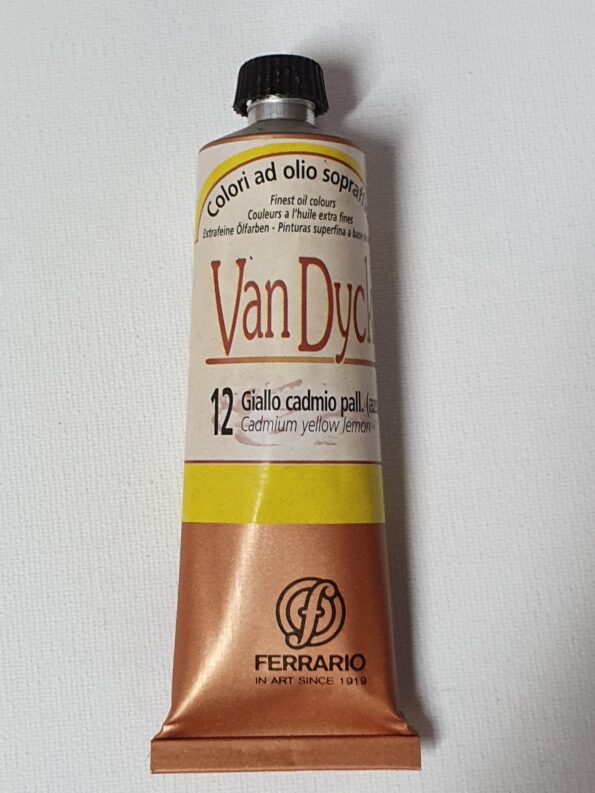 Colori ad olio
Finest oil colours
Couleurs a l'huile extra fines
Extrafeine Ölfarben - Pinturas superfina a base
Van Dyck
12 Giallo cadmio pall.
Cadmium yellow lemon -
f
FERRARIO
IN ART SINCE 1919